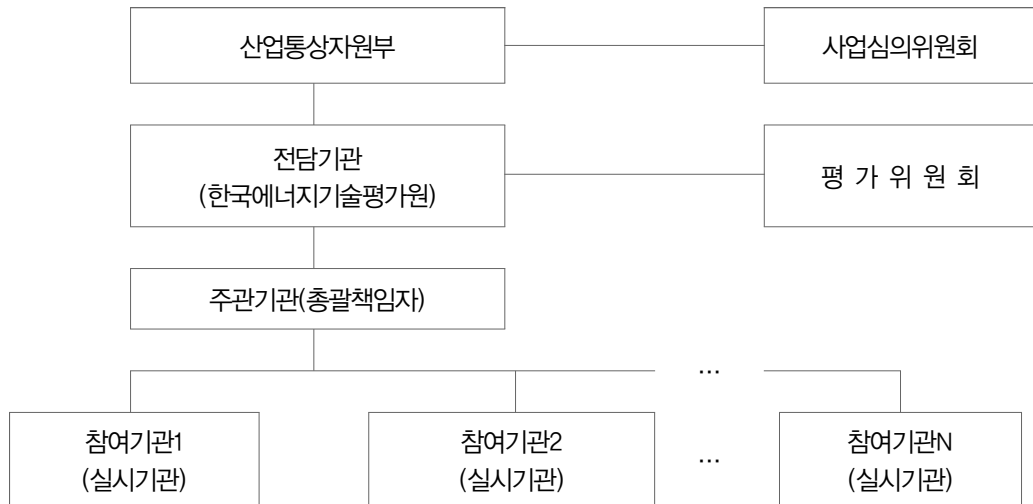 산업통상자원부
사업심의위원회
전담기관
(한국에너지기술평가원)
평 가 위 원 회
주관기관(총괄책임자)
...
참여기관1
(실시기관)
참여기관2
(실시기관)
...
참여기관N
(실시기관)